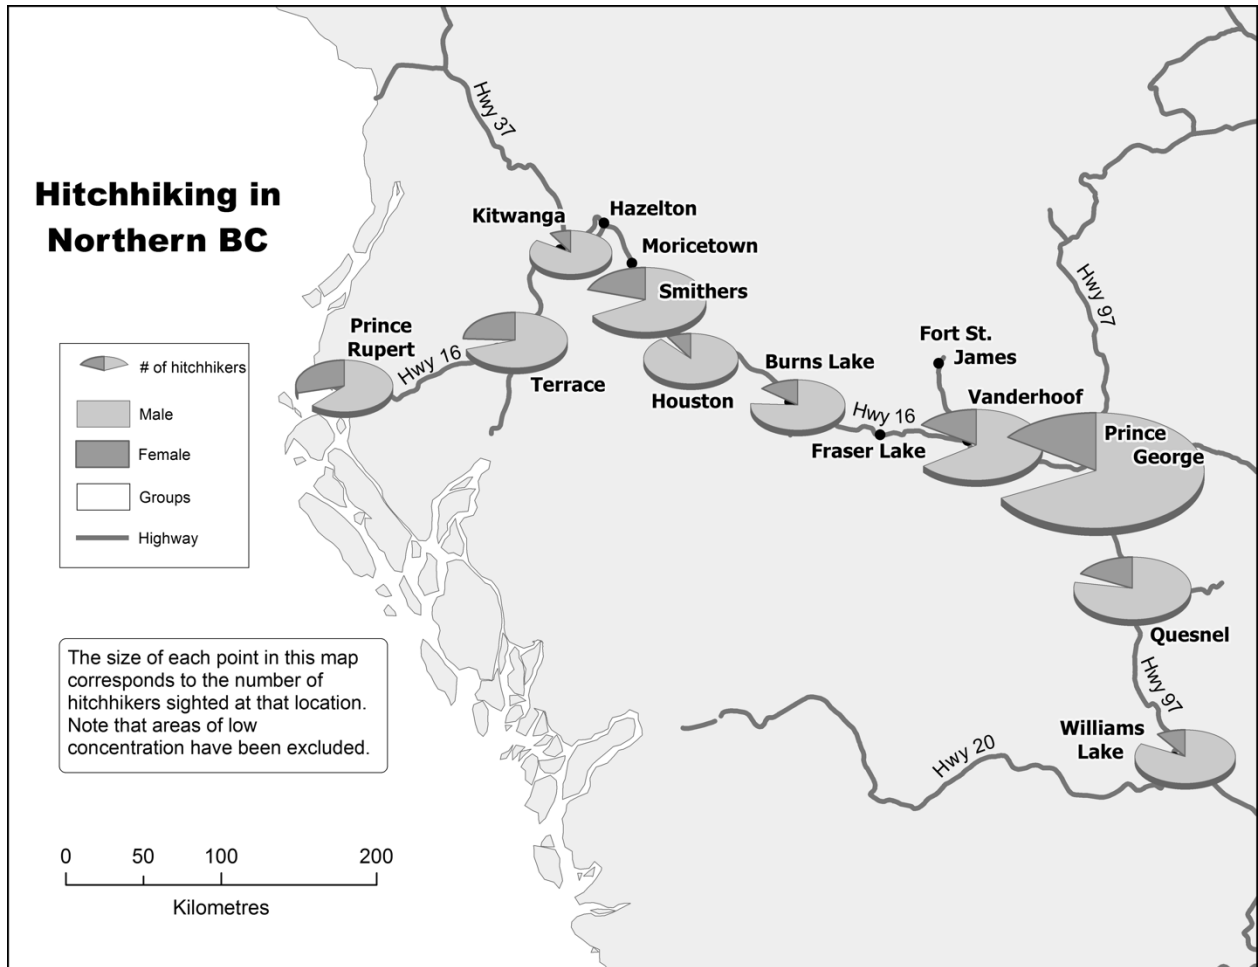 Hitchhiking in
Northern BC
# of hitchhikers
Male
Female
Groups
Highway
The size of each point in this map
corresponds to the number of
hitchhikers sighted at that location.
Note that areas of low
concentration have been excluded.
0 50 100 200
Kilometres
Hwy 37
Kitwanga
Hazelton
Moricetown
Smithers
Prince
Rupert
Hwy 16
Terrace
Houston
Burns Lake
Hwy 16
Fraser Lake
Fort St.
James
Vanderhoof
Hwy 97
Prince
George
Quesnel
Hwy 97
Williams
Lake
Hwy 20